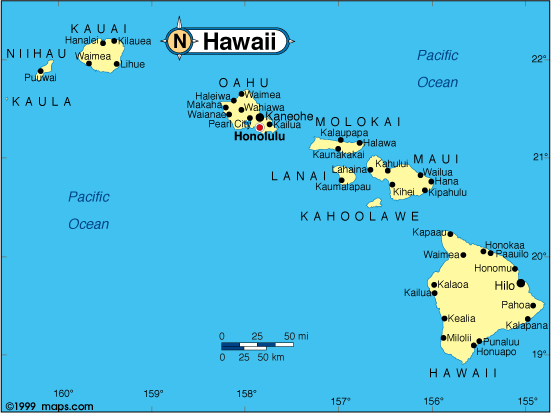 N Hawaii
KAUAI
Hanalei
Kilauea
NIIHAU
Waimea
Lihue
Puuwai
KAULA
Pacific
Ocean
22°
OAHU
Haleiwa
Waimea
Makaha
Wahiawa
Waianae
Kaneohe
Pearl City
Kailua
Honolulu
MOLOKAI
Kalaupapa
Halawa
Kaunakakai
21°
MAUI
Lahaina
Kahului
Wailua
LANAI
Hana
Kaumalapau
Kihei
Kipahulu
KAHOOLAWE
Pacific
Ocean
Kapaau
Honokaa
Waimea
Paauilo
20°
Honomu
Kalaoa
Hilo
Kailua
Pahoa
Kealia
Kalapana
Milolii
Punaluu
Honuapo
19°
HAWAII
0 25 50 mi
0 25 50 km
160° 159° 158° 157° 156° 155°
©1999 maps.com